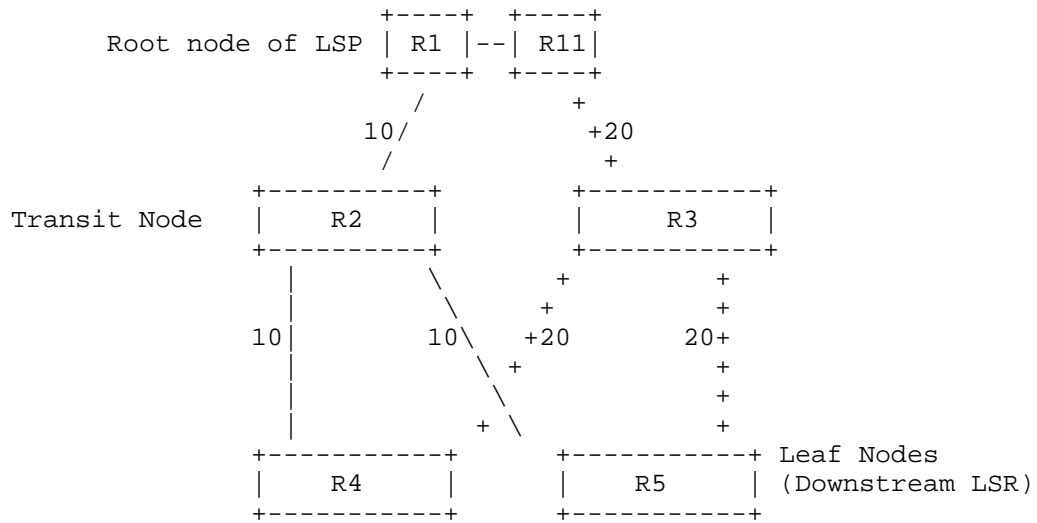 Root node of LSP R1 -- R11
10/ +20
Transit Node R2 R3
10 10 +20 20+
Leaf Nodes
R4 R5 (Downstream LSR)